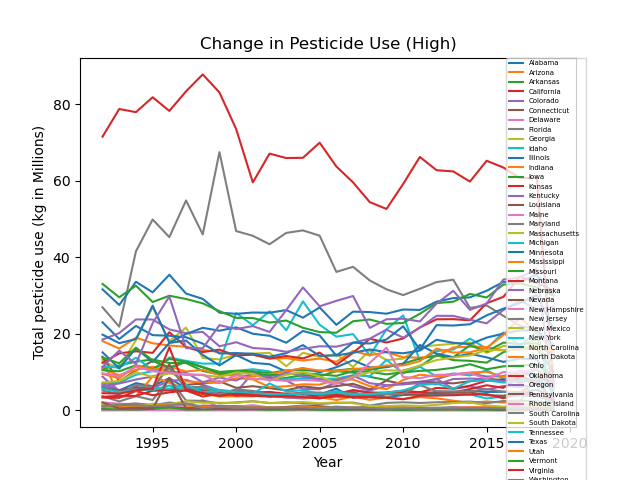 Change in Pesticide Use (High)
Total pesticide use (kg in Millions)
80
60
40
20
0
1995
2000
2005
2010
2015
2020
Year
Alabama
Arizona
Arkansas
California
Colorado
Connecticut
Delaware
Florida
Georgia
Idaho
Illinois
Indiana
Iowa
Kansas
Kentucky
Louisiana
Maine
Maryland
Massachusetts
Michigan
Minnesota
Mississippi
Missouri
Montana
Nebraska
Nevada
New Hampshire
New Jersey
New Mexico
New York
North Carolina
North Dakota
Ohio
Oklahoma
Oregon
Pennsylvania
Rhode Island
South Carolina
South Dakota
Tennessee
Texas
Utah
Vermont
Virginia
Washington